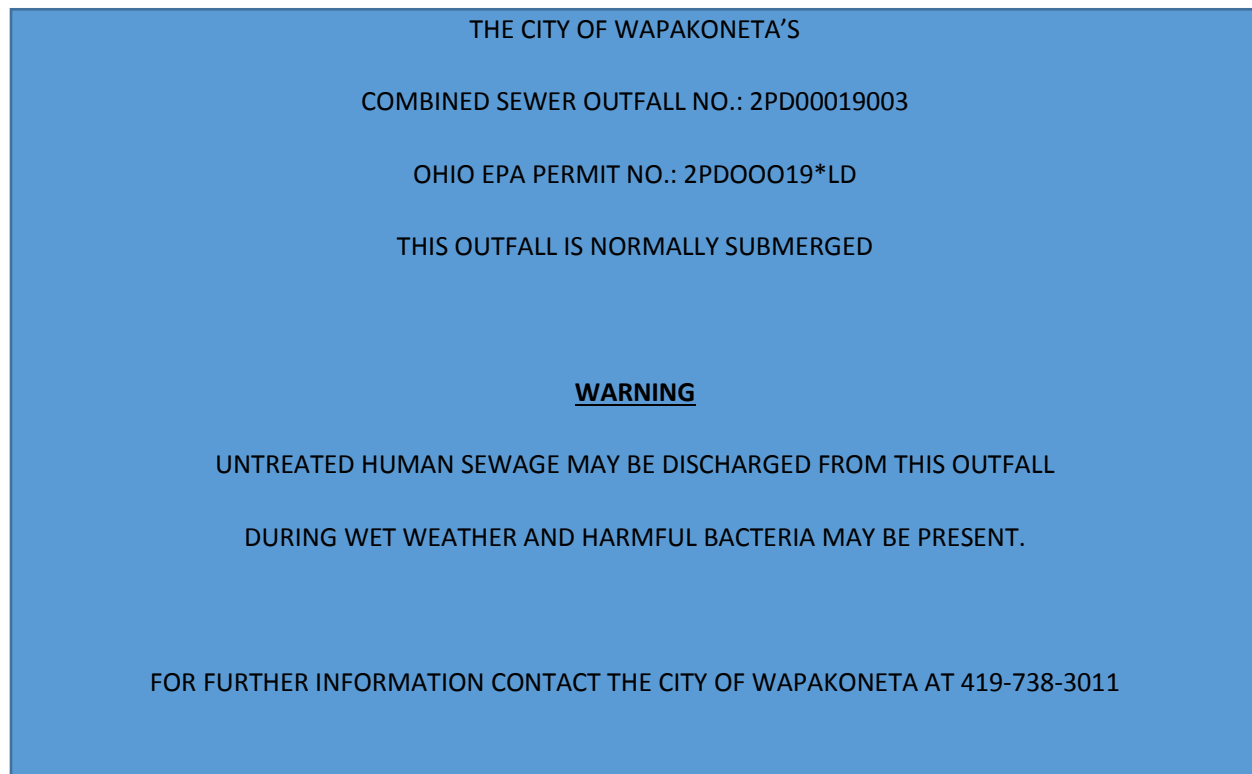 THE CITY OF WAPAKONETA’S
COMBINED SEWER OUTFALL NO.: 2PD00019003
OHIO EPA PERMIT NO.: 2PDOOO19*LD
THIS OUTFALL IS NORMALLY SUBMERGED
WARNING
UNTREATED HUMAN SEWAGE MAY BE DISCHARGED FROM THIS OUTFALL
DURING WET WEATHER AND HARMFUL BACTERIA MAY BE PRESENT.
FOR FURTHER INFORMATION CONTACT THE CITY OF WAPAKONETA AT 419-738-3011